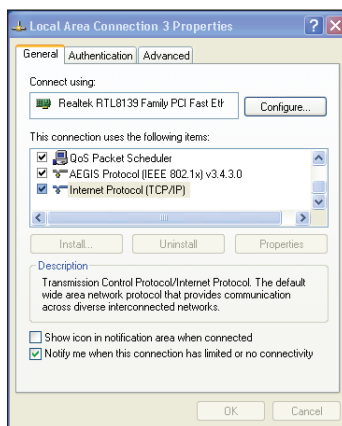 Local Area Connection 3 Properties
General Authentication Advanced
Connect using:
Realtek RTL8139 Family PCI Fast Eth
Configure...
This connection uses the following items:
QoS Packet Scheduler
AEGIS Protocol (IEEE 802.1x) v3.4.3.0
Internet Protocol (TCP/IP)
Install... Uninstall Properties
Description
Transmission Control Protocol/Internet Protocol. The default
wide area network protocol that provides communication
across diverse interconnected networks.
Show icon in notification area when connected
Notify me when this connection has limited or no connectivity
OK Cancel